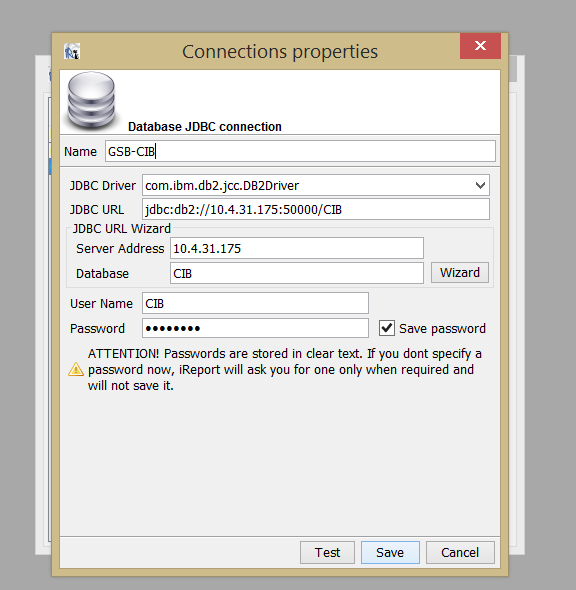 Connections properties
Database JDBC connection
Name GSB-CIB
JDBC Driver com.ibm.db2.jcc.DB2Driver
JDBC URL jdbc:db2://10.4.31.175:50000/CIB
JDBC URL Wizard
Server Address 10.4.31.175
Database CIB Wizard
User Name CIB
Password •••••••• Save password
ATTENTION! Passwords are stored in clear text. If you dont specify a
password now, iReport will ask you for one only when required and
will not save it.
Test Save Cancel